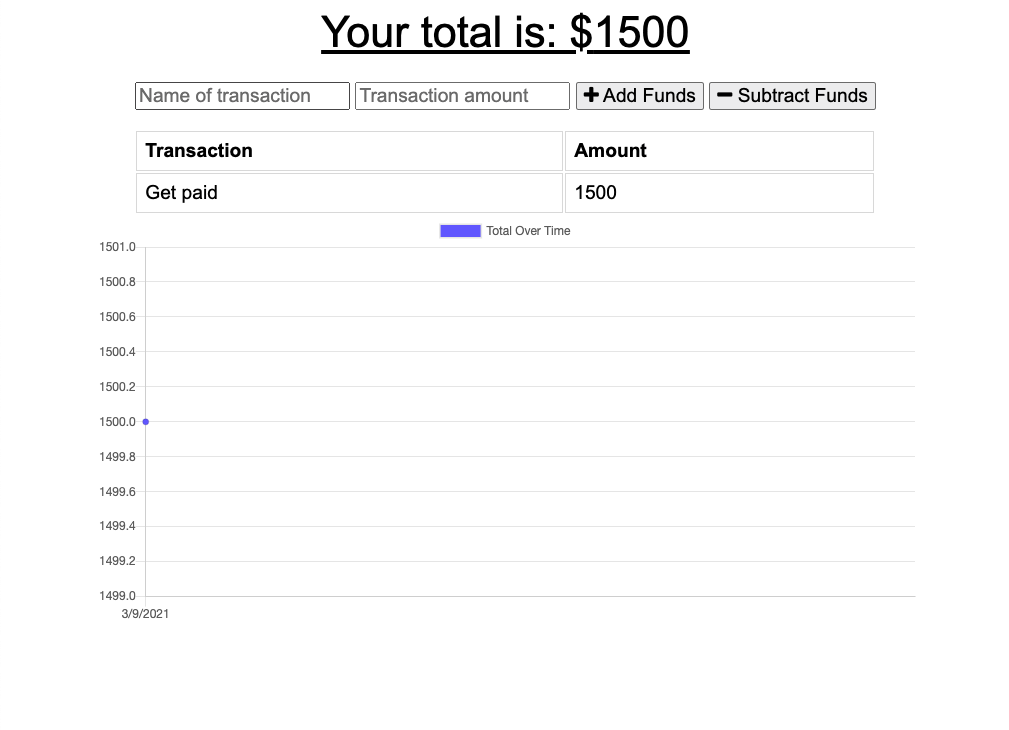 Your total is: $1500
Name of transaction Transaction amount Add Funds Subtract Funds
Transaction Amount
Get paid 1500
Total Over Time
1501.0
1500.8
1500.6
1500.4
1500.2
1500.0
1499.8
1499.6
1499.4
1499.2
1499.0
3/9/2021